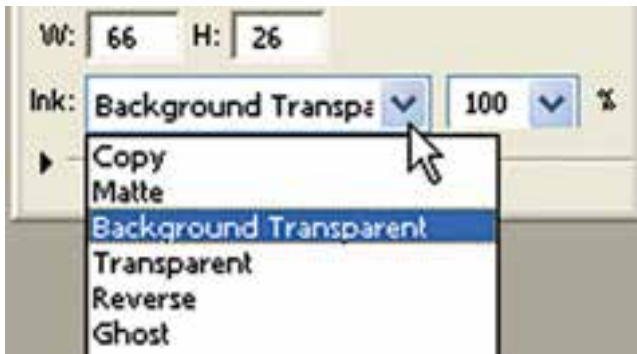 W: 66 H: 26
Ink: Background Transpa 100 %
Copy
Matte
Background Transparent
Transparent
Reverse
Ghost